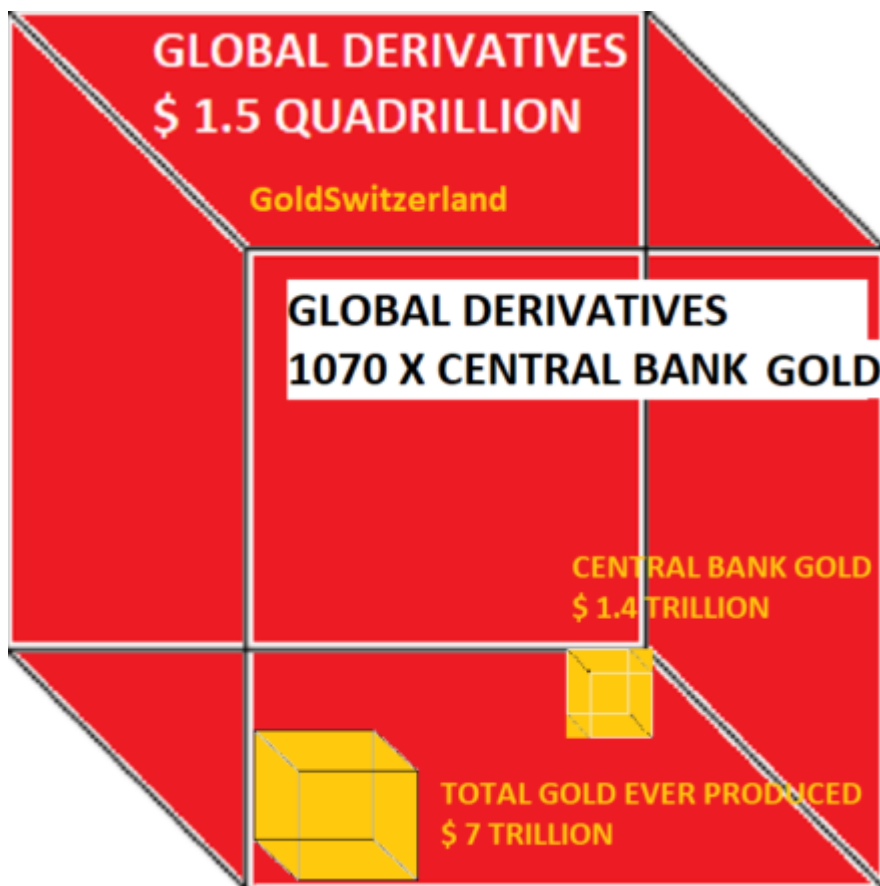 GLOBAL DERIVATIVES
$ 1.5 QUADRILLION
GoldSwitzerland
GLOBAL DERIVATIVES
1070 X CENTRAL BANK GOLD
CENTRAL BANK GOLD
$ 1.4 TRILLION
TOTAL GOLD EVER PRODUCED
$ 7 TRILLION